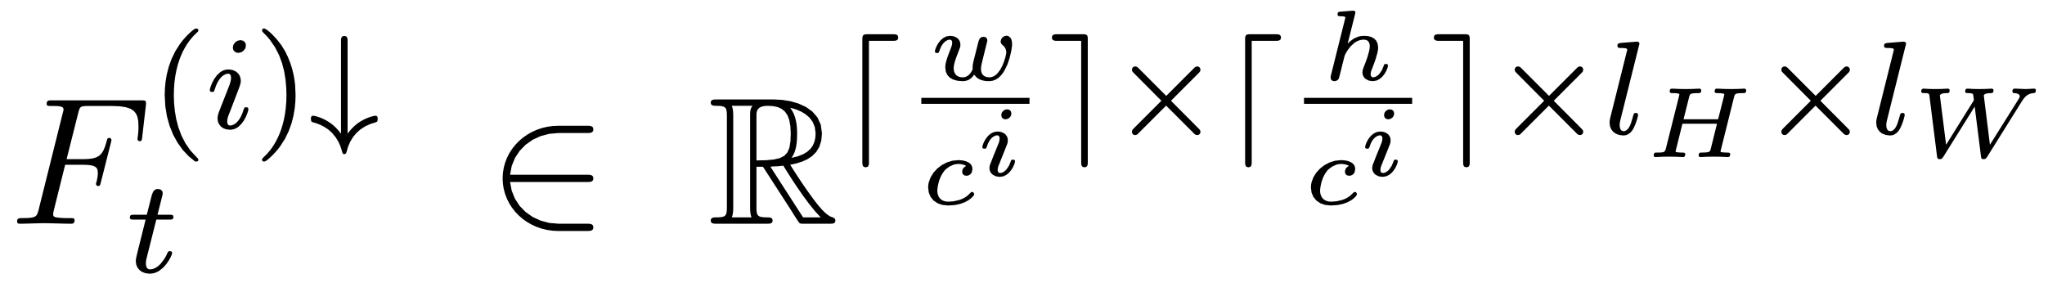 $F_t^{(i)\downarrow} \in \mathbb{R}^{\lceil \frac{w}{c^i} \rceil \times \lceil \frac{h}{c^i} \rceil \times l_H \times l_W}$